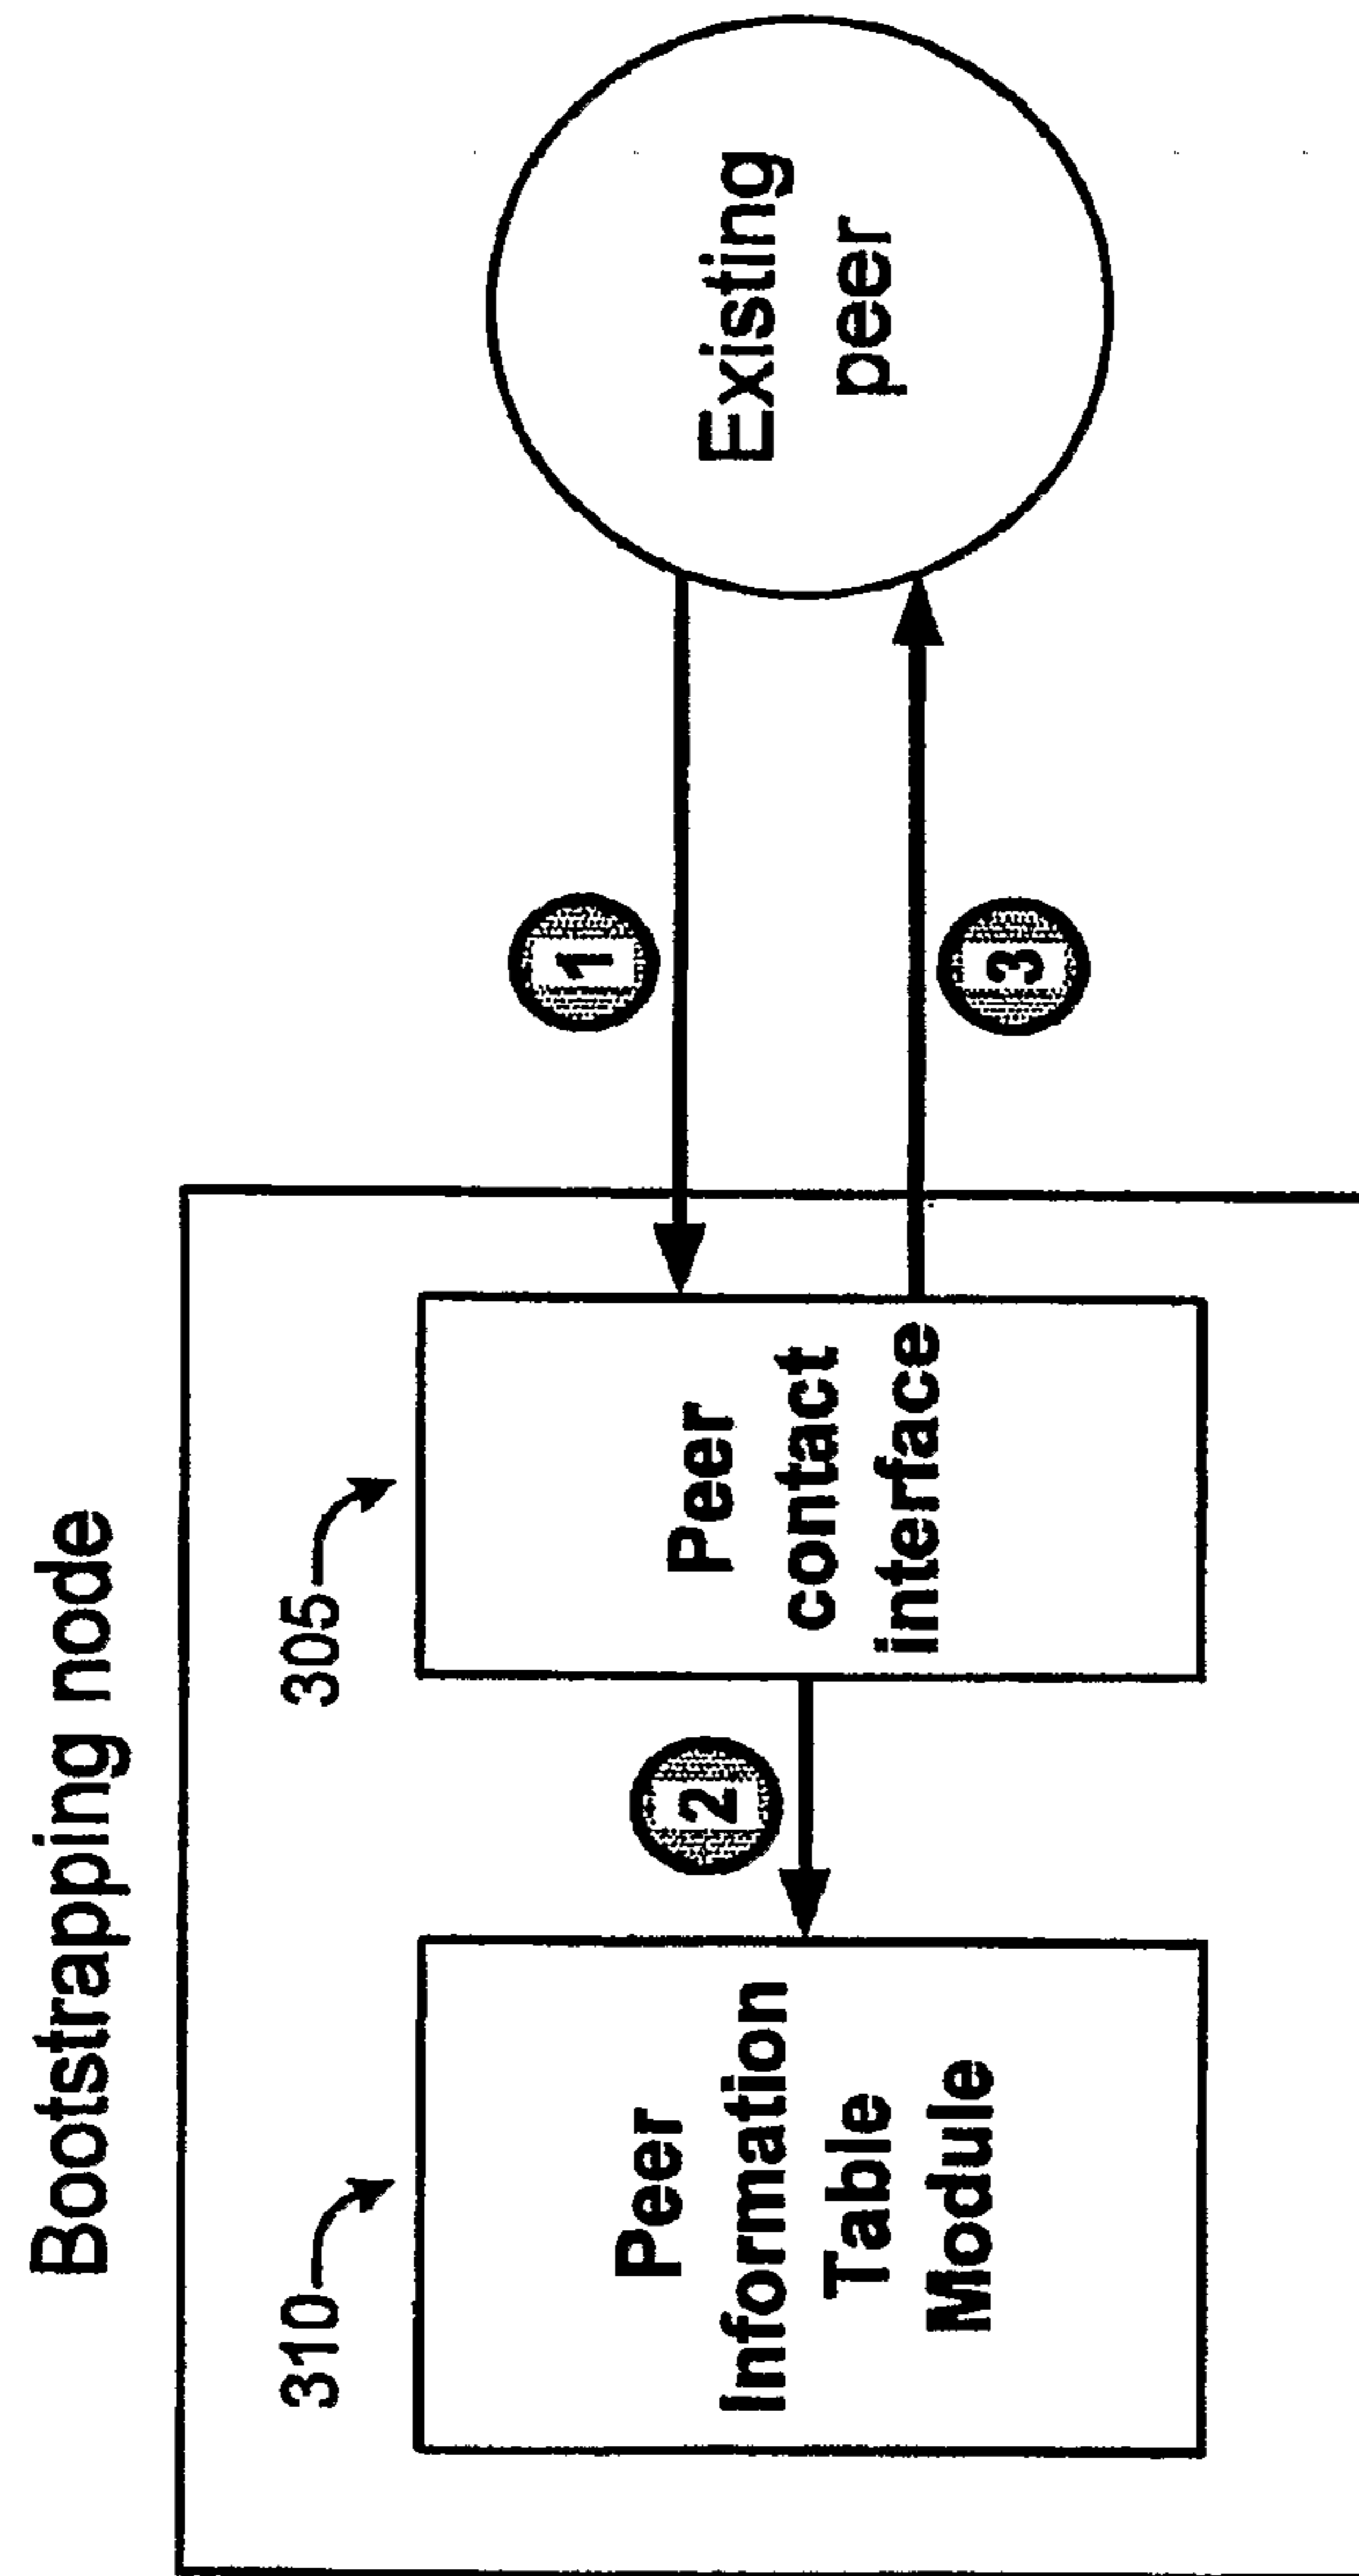 Bootstrapping node
310
305
Peer
Information
Table
Module
2
Peer
contact
interface
1
3
Existing
peer